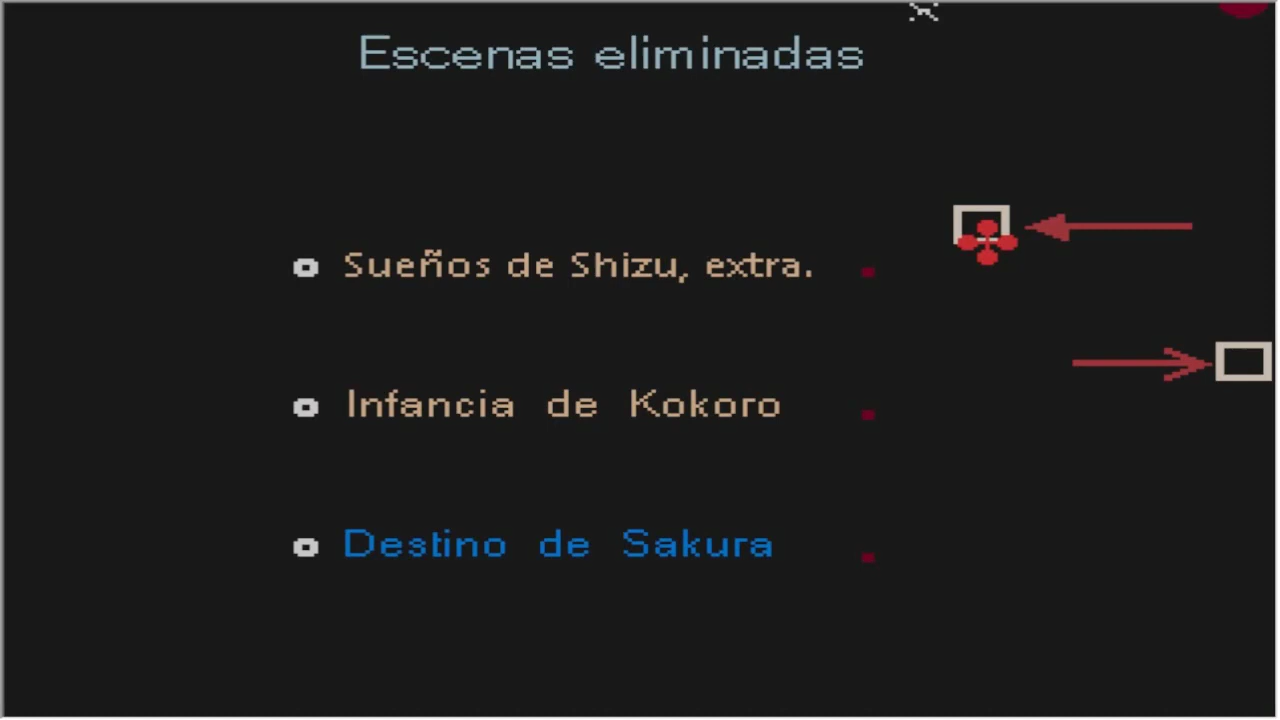 Escenas eliminadas
Sueños de Shizu, extra.
Infancia de Kokoro
Destino de Sakura